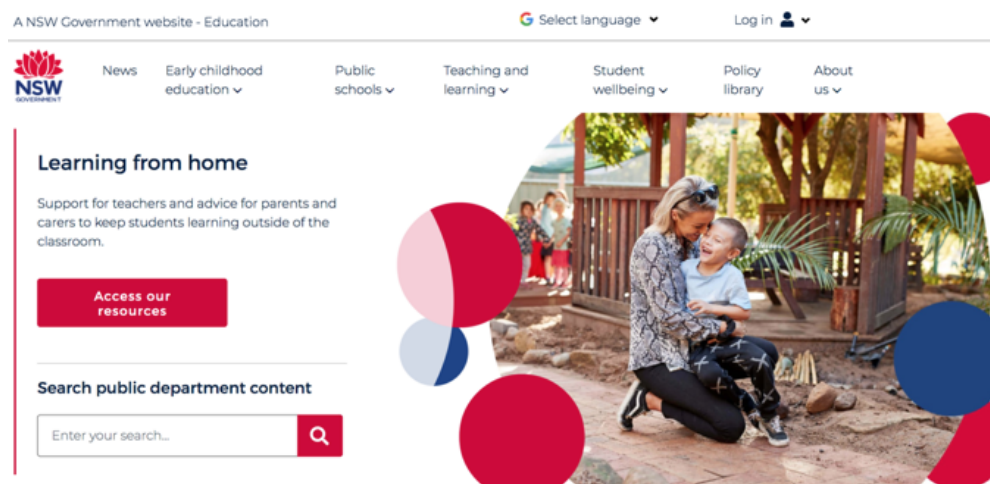 A NSW Government website - Education
Select language
Log in
NSW
GOVERNMENT
News
Early childhood
education
Public
schools
Teaching and
learning
Student
wellbeing
Policy
library
About
us
Learning from home
Support for teachers and advice for parents and
carers to keep students learning outside of the
classroom.
Access our
resources
Search public department content
Enter your search...